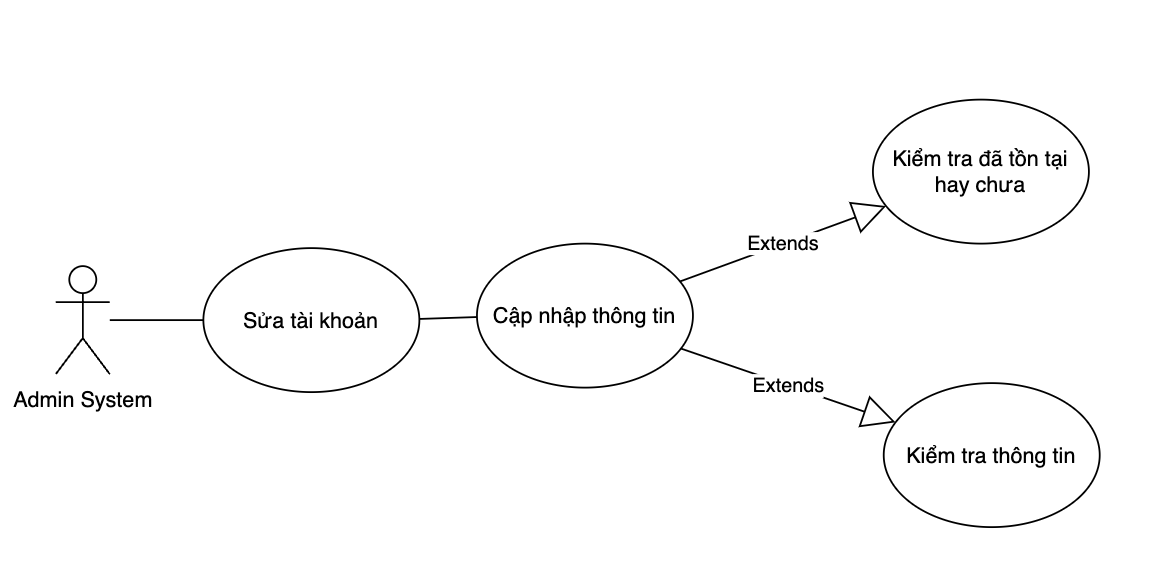 Kiểm tra đã tồn tại
hay chưa
Extends
Sửa tài khoản
Cập nhập thông tin
Extends
Admin System
Kiểm tra thông tin